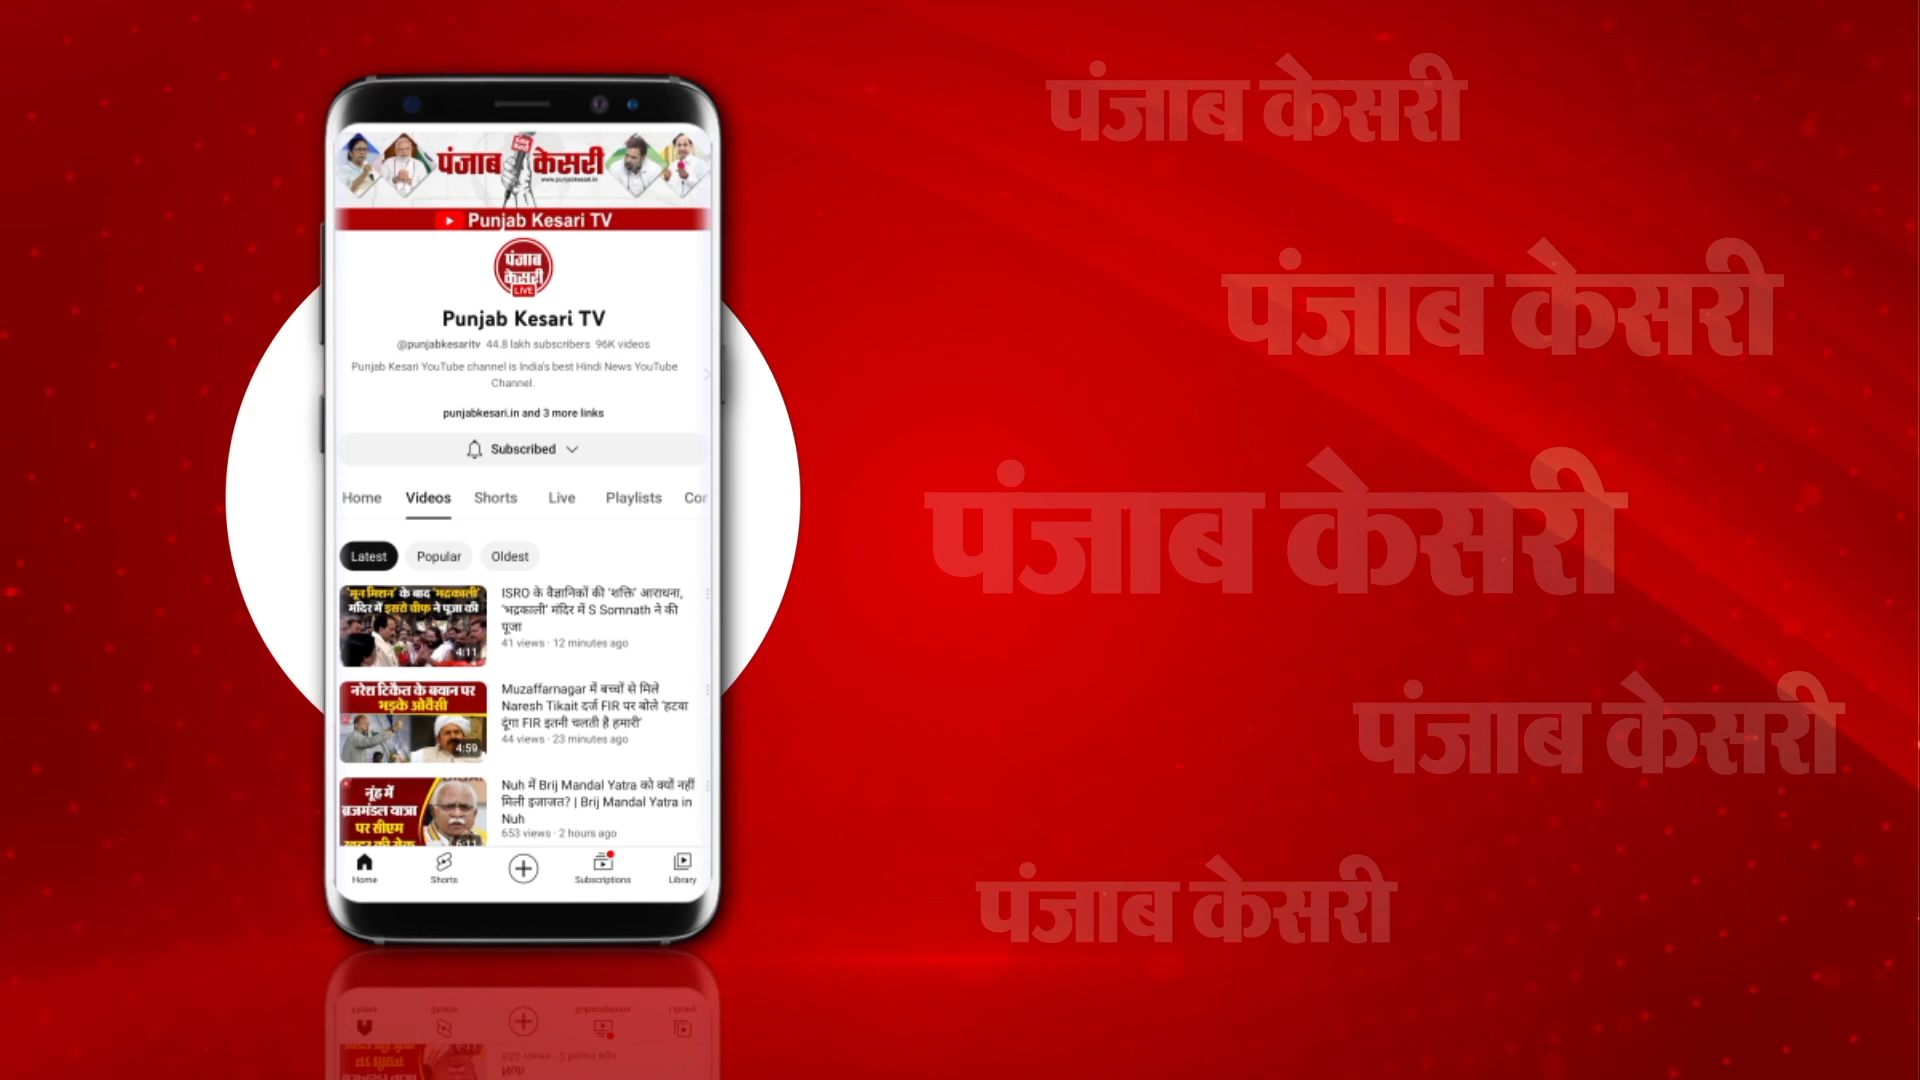 पंजाब केसरी
www.punjabkesari.in
Punjab Kesari TV
पंजाब
केसरी
LIVE
Punjab Kesari TV
@punjabkesaritv 44.8 lakh subscribers 96K videos
Punjab Kesari YouTube channel is India's best Hindi News YouTube
Channel.
punjabkesari.in and 3 more links
Subscribed
Home Videos Shorts Live Playlists Cor
Latest Popular Oldest
'मून मिशन' के बाद 'भद्रकाली'
मंदिर में इसरो चीफ ने पूजा की
4:11
ISRO के वैज्ञानिकों की 'शक्ति' आराधना,
'भद्रकाली' मंदिर में S Somnath ने की
पूजा
41 views · 12 minutes ago
नरेश टिकैत के बयान पर
भड़के ओवैसी
4:59
Muzaffarnagar में बच्चों से मिले
Naresh Tikait दर्ज FIR पर बोले 'हटवा
दूंगा FIR इतनी चलती है हमारी'
44 views · 23 minutes ago
नूंह में
ब्रजमंडल यात्रा
पर सीएम
6:11
Nuh में Brij Mandal Yatra को क्यों नहीं
मिली इजाजत? | Brij Mandal Yatra in
Nuh
653 views · 2 hours ago
Home Shorts Subscriptions Library
पंजाब केसरी
पंजाब केसरी
पंजाब केसरी
पंजाब केसरी
पंजाब केसरी